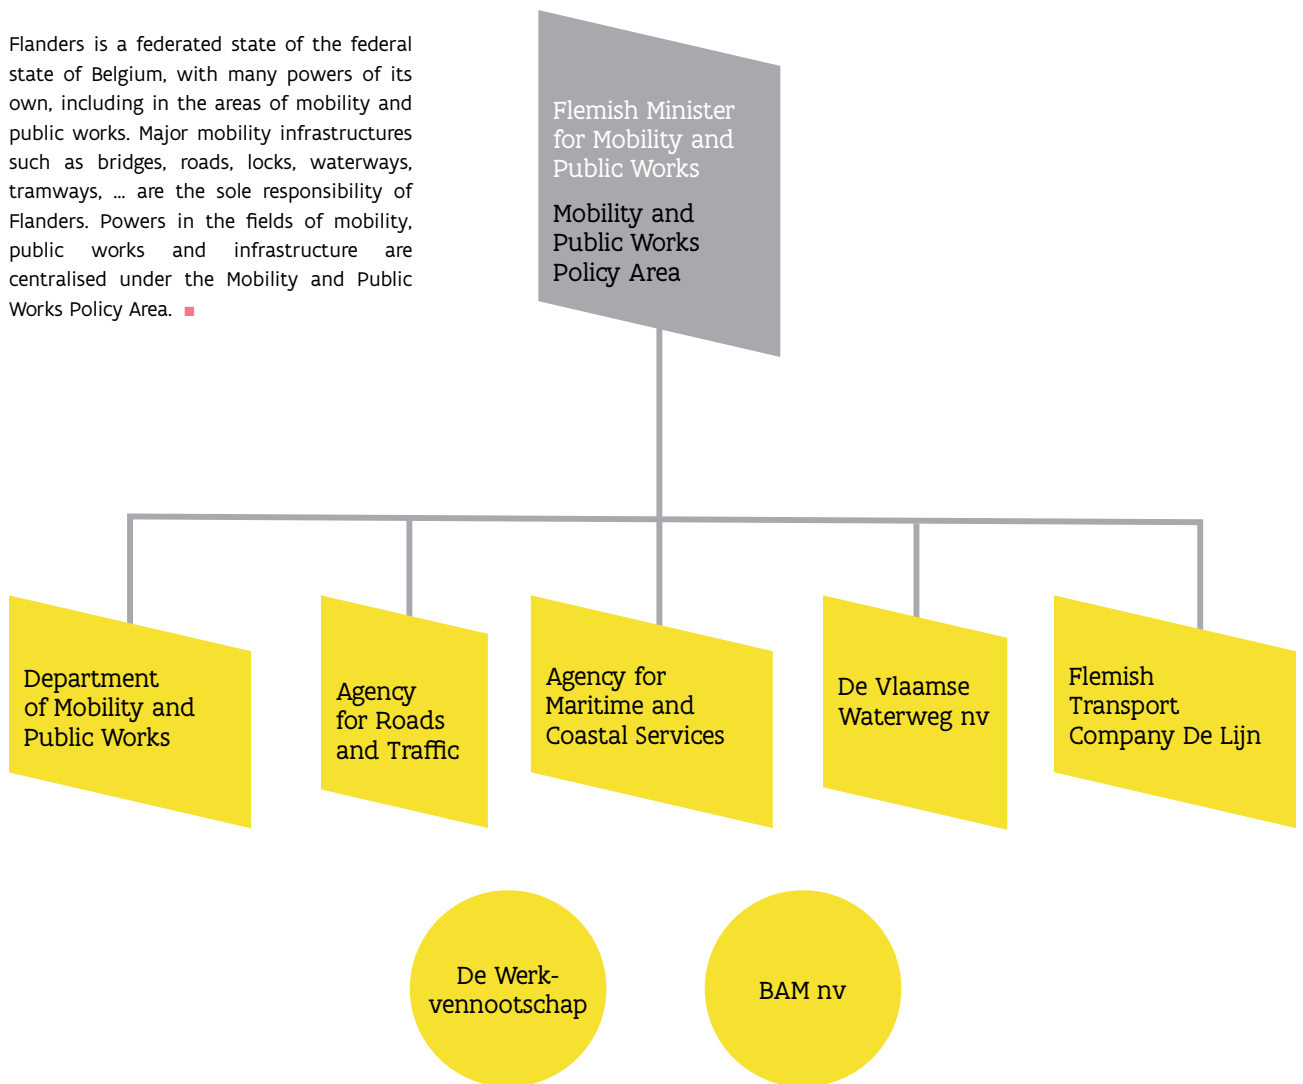 Flanders is a federated state of the federal
state of Belgium, with many powers of its
own, including in the areas of mobility and
public works. Major mobility infrastructures
such as bridges, roads, locks, waterways,
tramways, ... are the sole responsibility of
Flanders. Powers in the fields of mobility,
public works and infrastructure are
centralised under the Mobility and Public
Works Policy Area.
Flemish Minister
for Mobility and
Public Works
Mobility and
Public Works
Policy Area
Department
of Mobility and
Public Works
Agency
for Roads
and Traffic
Agency for
Maritime and
Coastal Services
De Vlaamse
Waterweg nv
Flemish
Transport
Company De Lijn
De Werk-
vennootschap
BAM nv